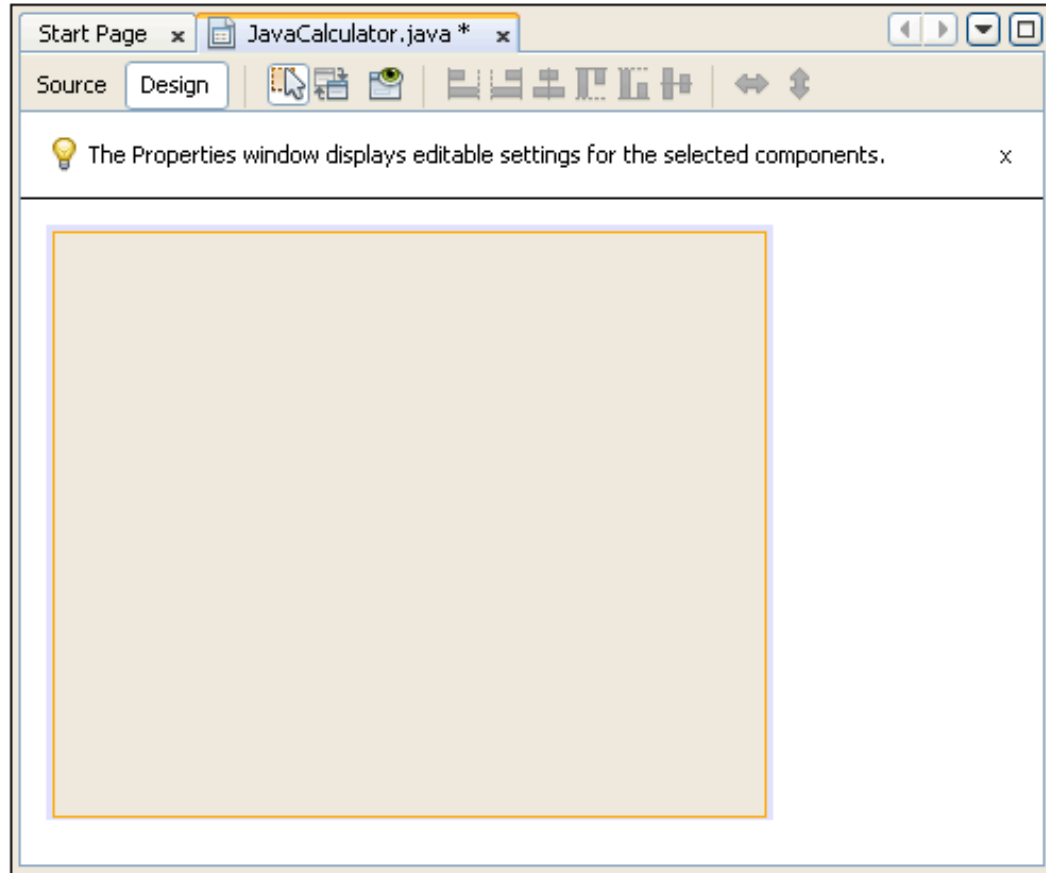 Start Page x JavaCalculator.java * x
Source Design
The Properties window displays editable settings for the selected components. x